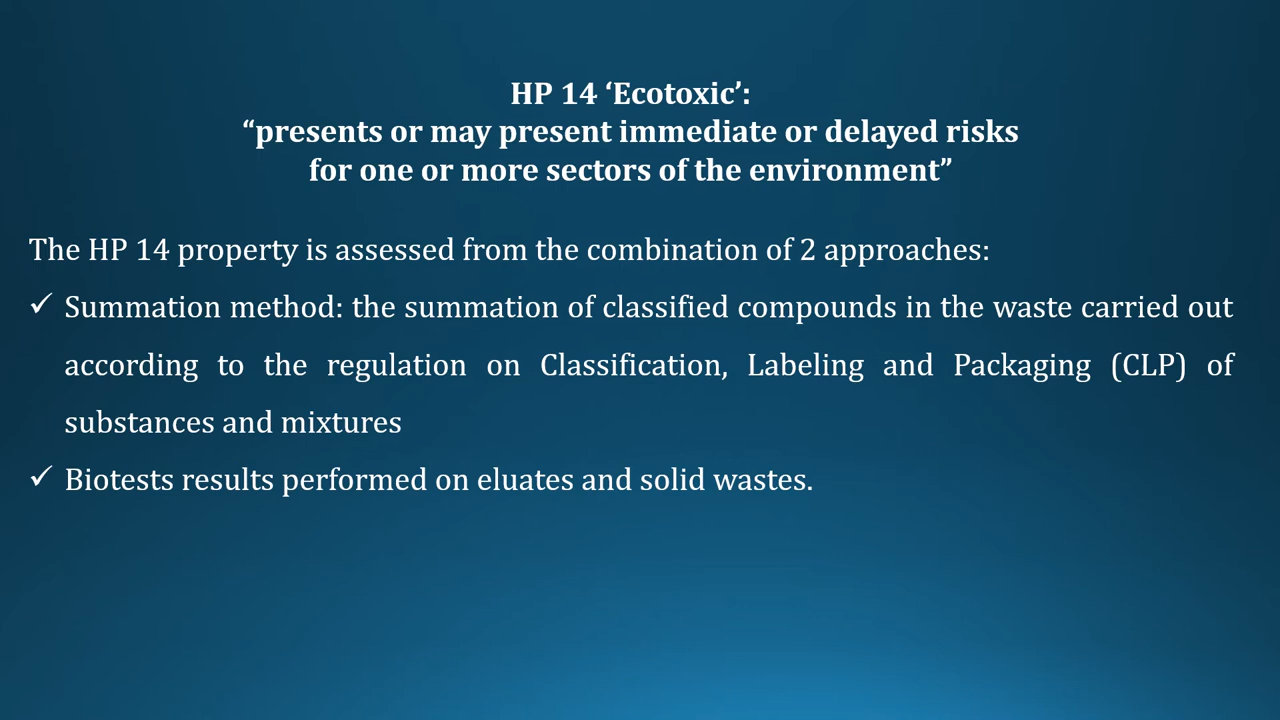 HP 14 ‘Ecotoxic’:
“presents or may present immediate or delayed risks
for one or more sectors of the environment”
The HP 14 property is assessed from the combination of 2 approaches:
✓ Summation method: the summation of classified compounds in the waste carried out
according to the regulation on Classification, Labeling and Packaging (CLP) of
substances and mixtures
✓ Biotests results performed on eluates and solid wastes.